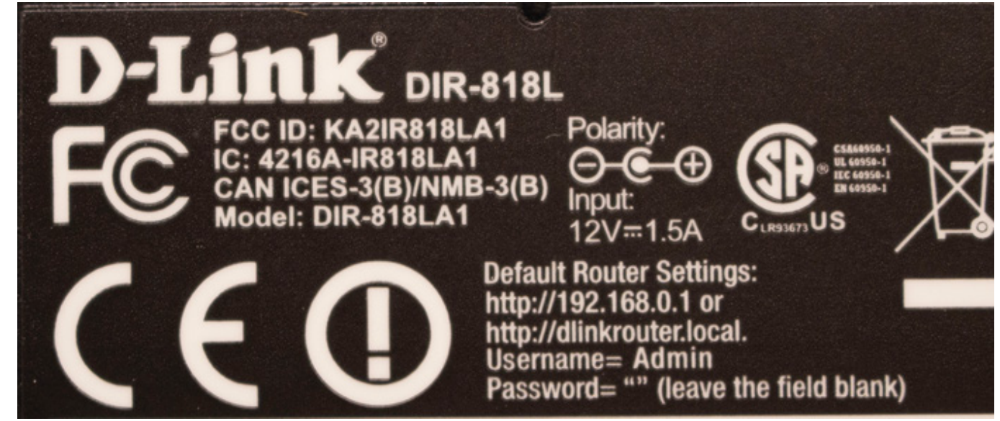 D-Link® DIR-818L
FC FCC ID: KA2IR818LA1
IC: 4216A-IR818LA1
CAN ICES-3(B)/NMB-3(B)
Model: DIR-818LA1
Polarity:
Input:
12V⎓1.5A
SA®
CSA60950-1
UL 60950-1
IEC 60950-1
EN 60950-1
C LR93673 US
CE
Default Router Settings:
http://192.168.0.1 or
http://dlinkrouter.local.
Username= Admin
Password= “” (leave the field blank)